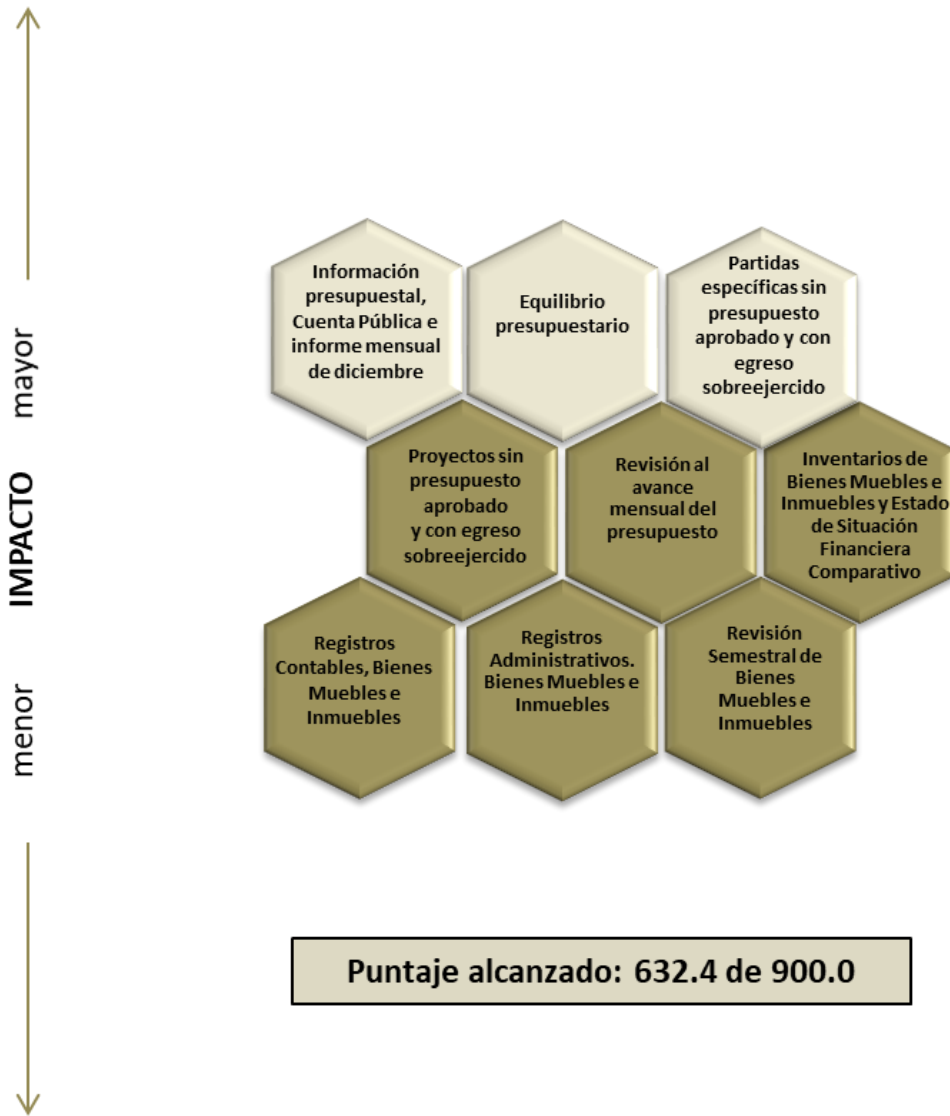 Información
presupuestal,
Cuenta Pública e
informe mensual
de diciembre
Equilibrio
presupuestario
Partidas
específicas sin
presupuesto
aprobado y con
egreso
sobreejercido
Proyectos sin
presupuesto
aprobado
y con egreso
sobreejercido
Revisión al
avance
mensual del
presupuesto
Inventarios de
Bienes Muebles e
Inmuebles y Estado
de Situación
Financiera
Comparativo
Registros
Contables, Bienes
Muebles e
Inmuebles
Registros
Administrativos.
Bienes Muebles e
Inmuebles
Revisión
Semestral de
Bienes
Muebles e
Inmuebles
menor IMPACTO mayor
Puntaje alcanzado: 632.4 de 900.0